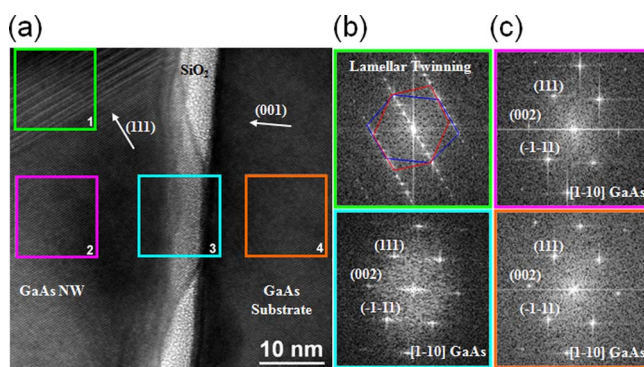 (a)
(b)
(c)
SiO2
(111)
(001)
1
2
3
4
GaAs NW
GaAs
Substrate
10 nm
Lamellar Twinning
(111)
(002)
(-1-11)
[1-10] GaAs
(111)
(002)
(-1-11)
[1-10] GaAs
(111)
(002)
(-1-11)
[1-10] GaAs